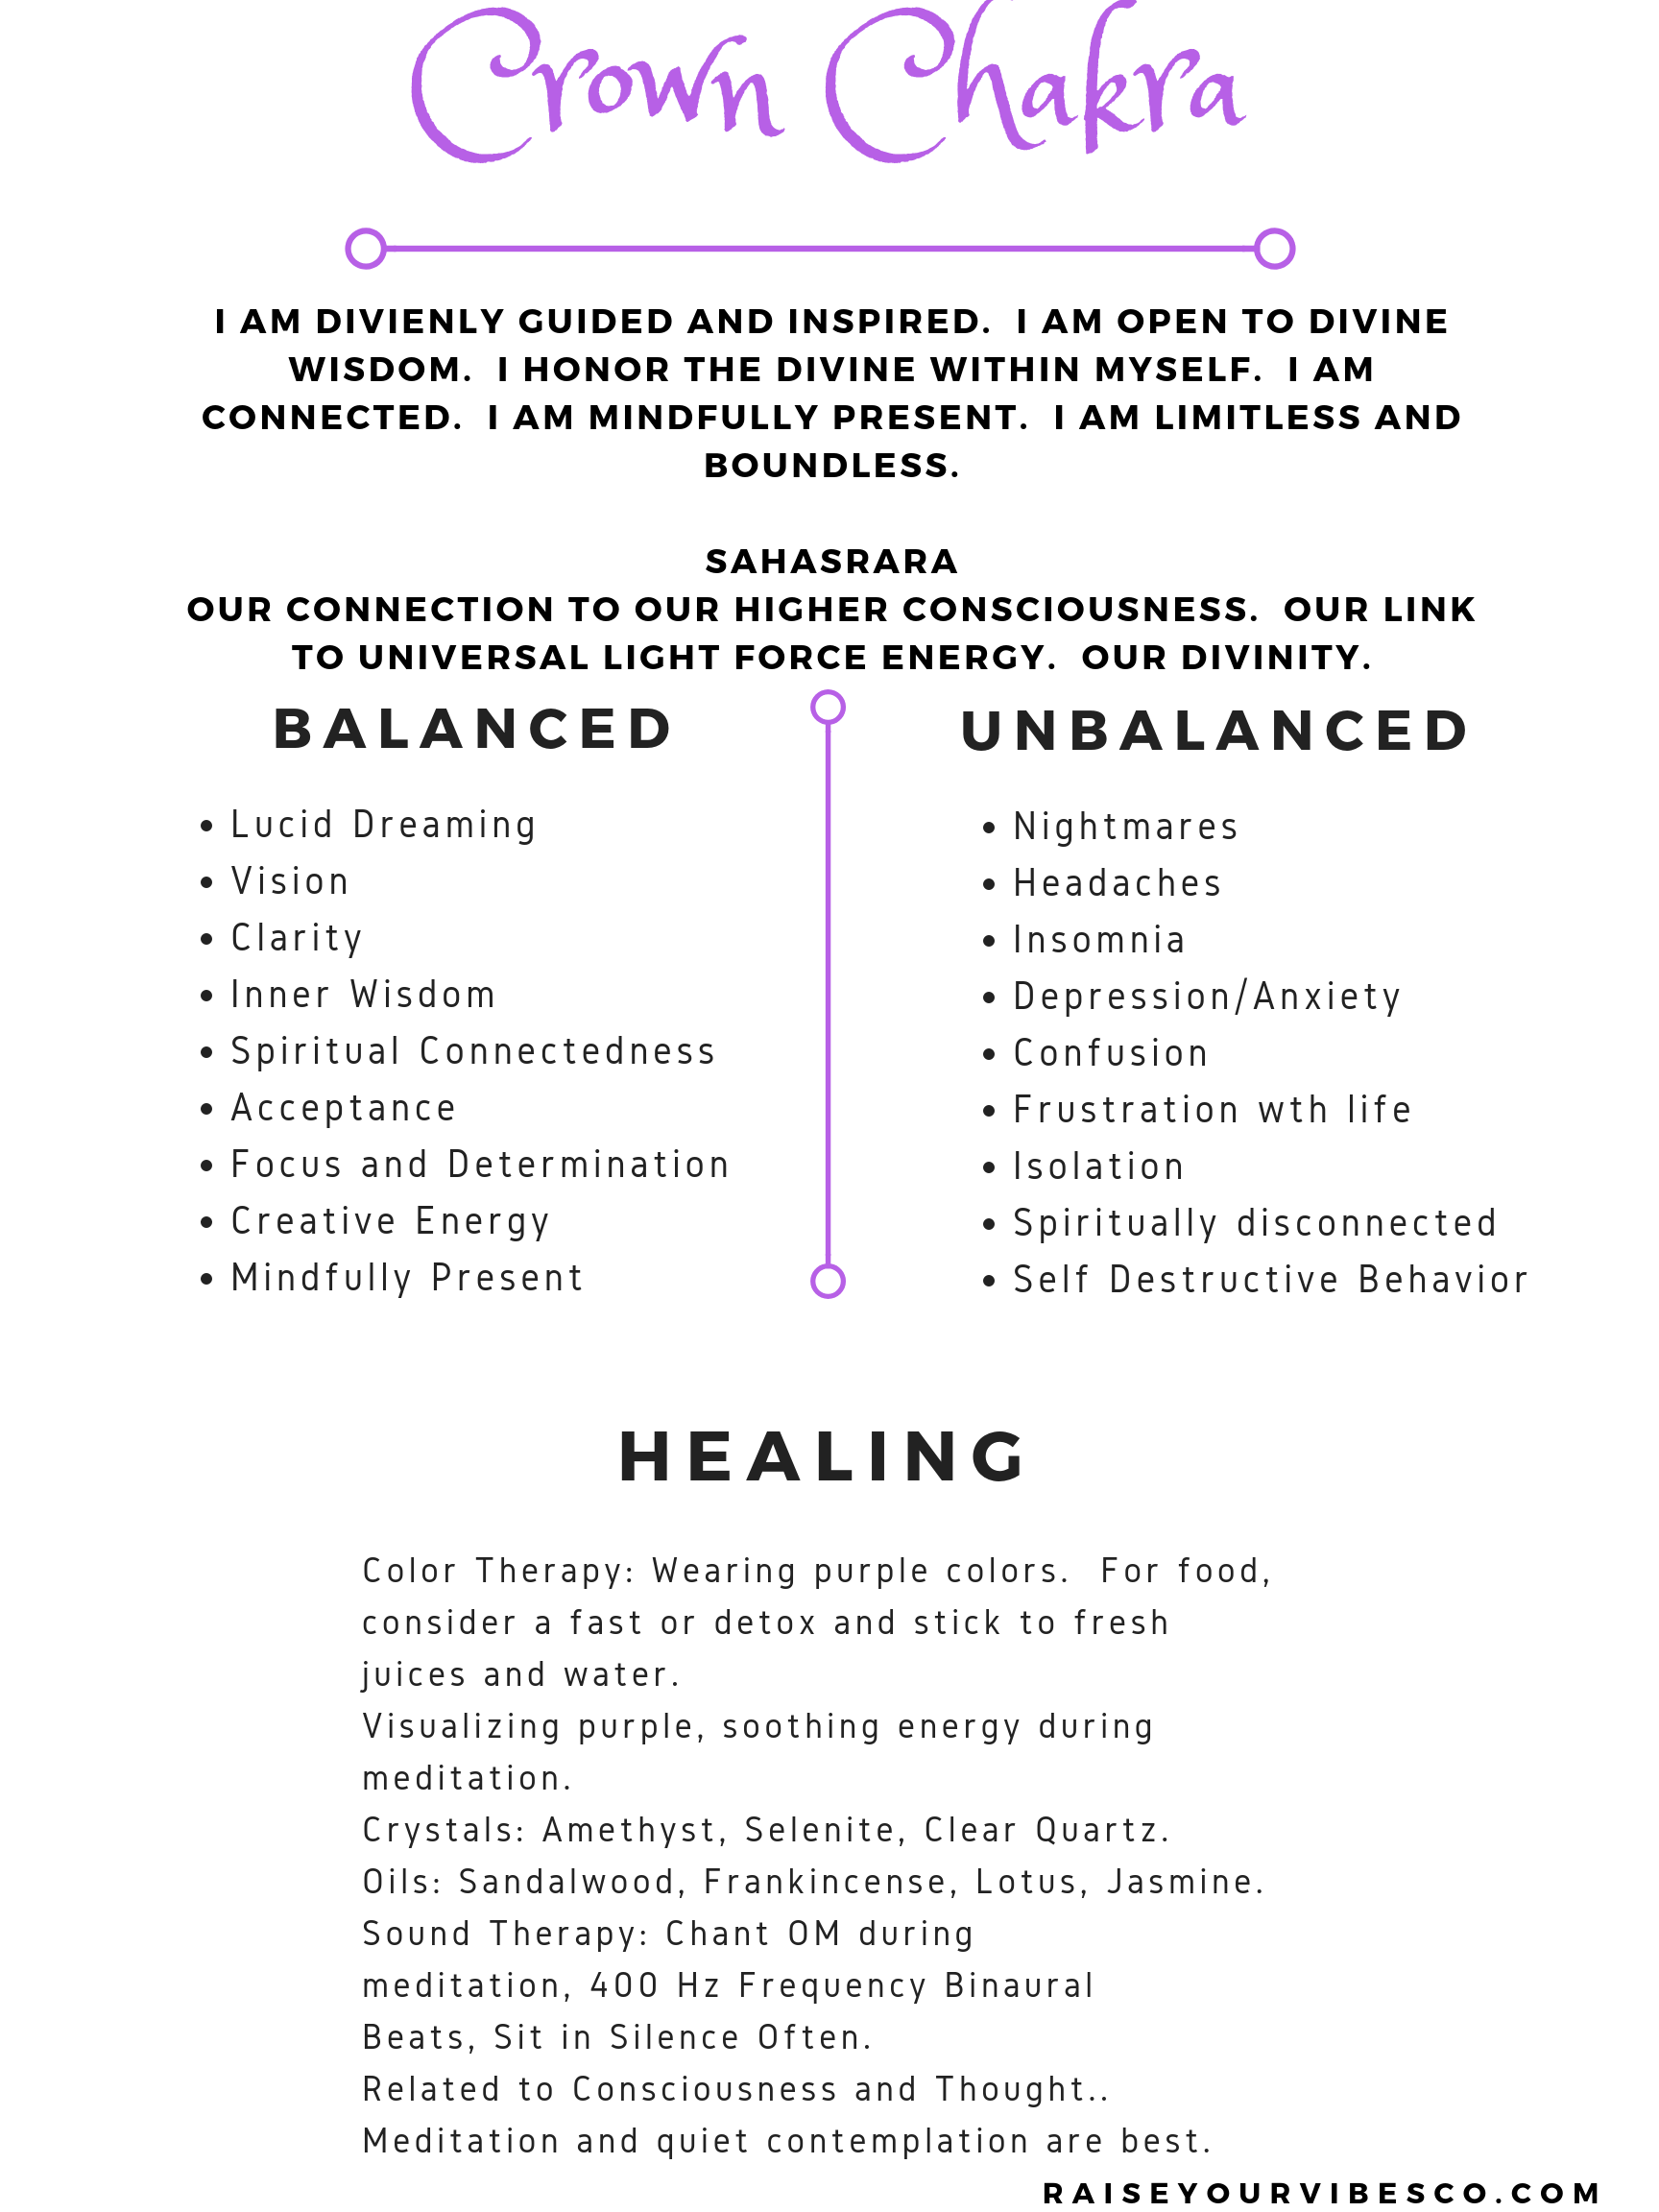 Crown Chakra
I AM DIVIENLY GUIDED AND INSPIRED.  I AM OPEN TO DIVINE
WISDOM.  I HONOR THE DIVINE WITHIN MYSELF.  I AM
CONNECTED.  I AM MINDFULLY PRESENT.  I AM LIMITLESS AND
BOUNDLESS.
SAHASRARA
OUR CONNECTION TO OUR HIGHER CONSCIOUSNESS.  OUR LINK
TO UNIVERSAL LIGHT FORCE ENERGY.  OUR DIVINITY.
BALANCED
• Lucid Dreaming
• Vision
• Clarity
• Inner Wisdom
• Spiritual Connectedness
• Acceptance
• Focus and Determination
• Creative Energy
• Mindfully Present
UNBALANCED
• Nightmares
• Headaches
• Insomnia
• Depression/Anxiety
• Confusion
• Frustration wth life
• Isolation
• Spiritually disconnected
• Self Destructive Behavior
HEALING
Color Therapy: Wearing purple colors.  For food,
consider a fast or detox and stick to fresh
juices and water.
Visualizing purple, soothing energy during
meditation.
Crystals: Amethyst, Selenite, Clear Quartz.
Oils: Sandalwood, Frankincense, Lotus, Jasmine.
Sound Therapy: Chant OM during
meditation, 400 Hz Frequency Binaural
Beats, Sit in Silence Often.
Related to Consciousness and Thought..
Meditation and quiet contemplation are best.
RAISEYOURVIBESCO.COM